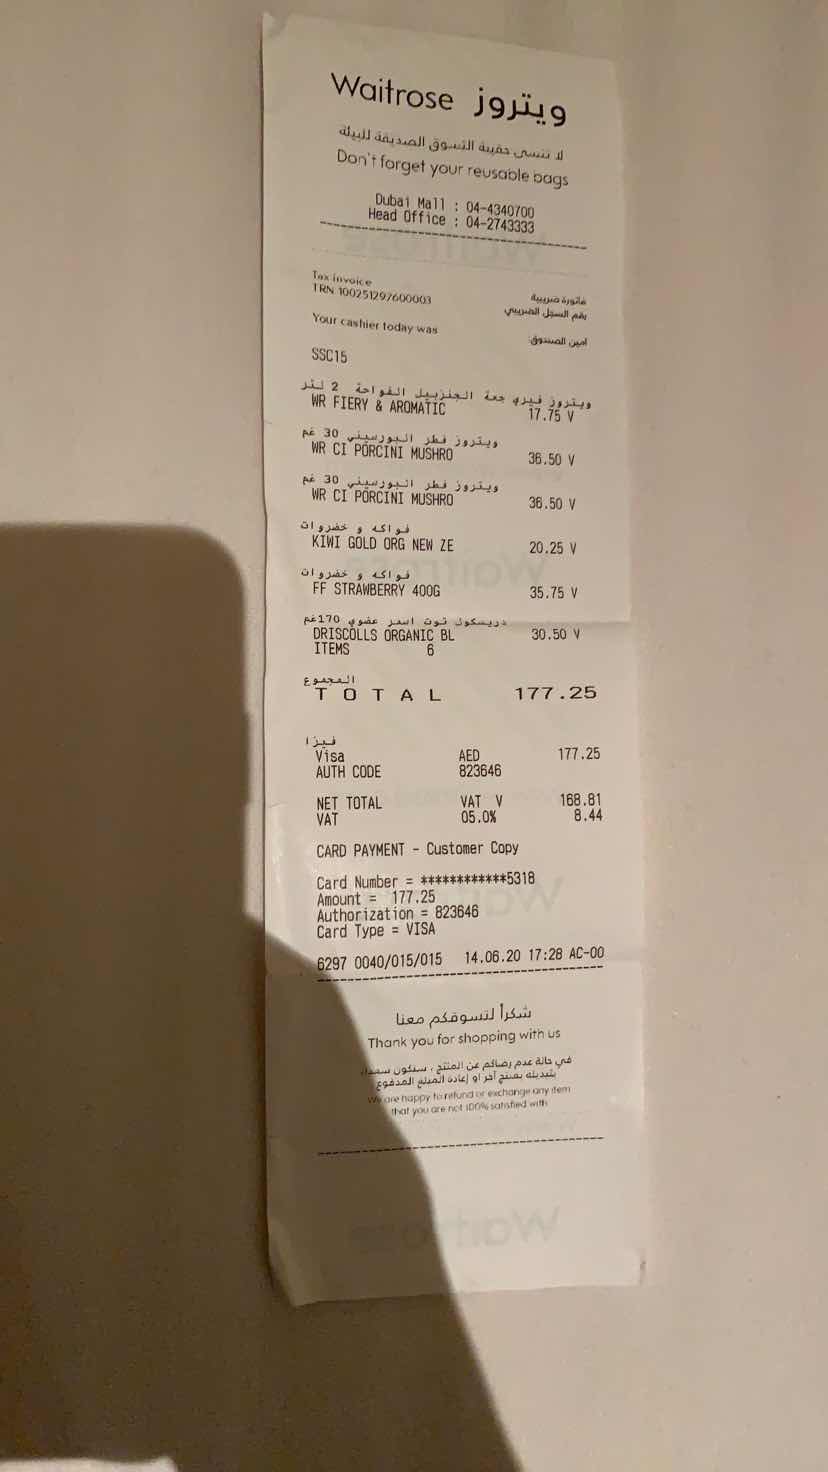 Waitrose ويتروز
لا تنسى حقيبة التسوق الصديقة للبيئة
Don't forget your reusable bags
Dubai Mall : 04-4340700
Head Office : 04-2743333
Tax invoice فاتورة ضريبية
TRN 100251297600003 رقم السجل الضريبي
Your cashier today was أمين الصندوق:
SSC15
ويتروز فيري جعة الجنزبيل الفواحة 2 لتر
WR FIERY & AROMATIC 17.75 V
ويتروز فطر البورسيني 30 غم
WR CI PORCINI MUSHRO 36.50 V
ويتروز فطر البورسيني 30 غم
WR CI PORCINI MUSHRO 36.50 V
فواكه و خضروات
KIWI GOLD ORG NEW ZE 20.25 V
فواكه و خضروات
FF STRAWBERRY 400G 35.75 V
دريسكول توت اسمر عضوي 170غم
DRISCOLLS ORGANIC BL 30.50 V
ITEMS 6
المجموع
TOTAL 177.25
فيزا
Visa AED 177.25
AUTH CODE 823646
NET TOTAL VAT V 168.81
VAT 05.0% 8.44
CARD PAYMENT - Customer Copy
Card Number = ************5318
Amount = 177.25
Authorization = 823646
Card Type = VISA
6297 0040/015/015 14.06.20 17:28 AC-00
شكراً لتسوقكم معنا
Thank you for shopping with us
في حالة عدم رضاكم عن المنتج ، سنكون سعداء
بتبديله بمنتج آخر او إعادة المبلغ المدفوع
We are happy to refund or exchange any item
that you are not 100% satisfied with